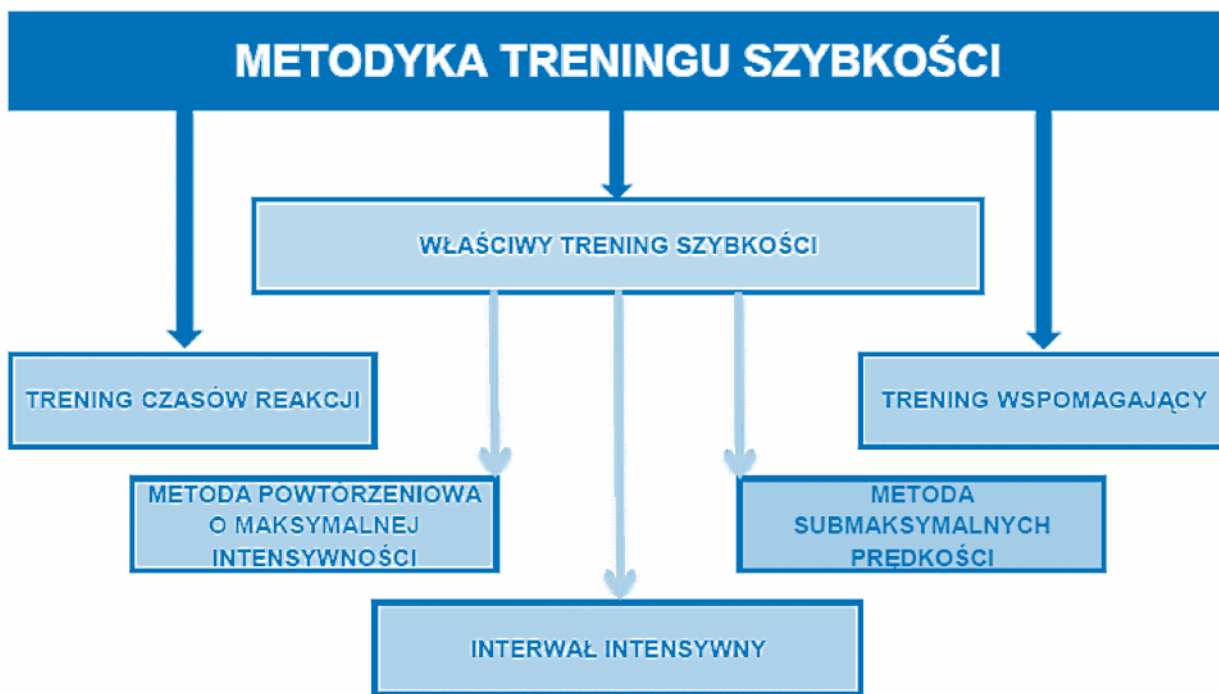 METODYKA TRENINGU SZYBKOŚCI
WŁAŚCIWY TRENING SZYBKOŚCI
TRENING CZASÓW REAKCJI
TRENING WSPOMAGAJĄCY
METODA POWTÓRZENIOWA
O MAKSYMALNEJ
INTENSYWNOŚCI
METODA
SUBMAKSYMALNYCH
PRĘDKOŚCI
INTERWAŁ INTENSYWNY